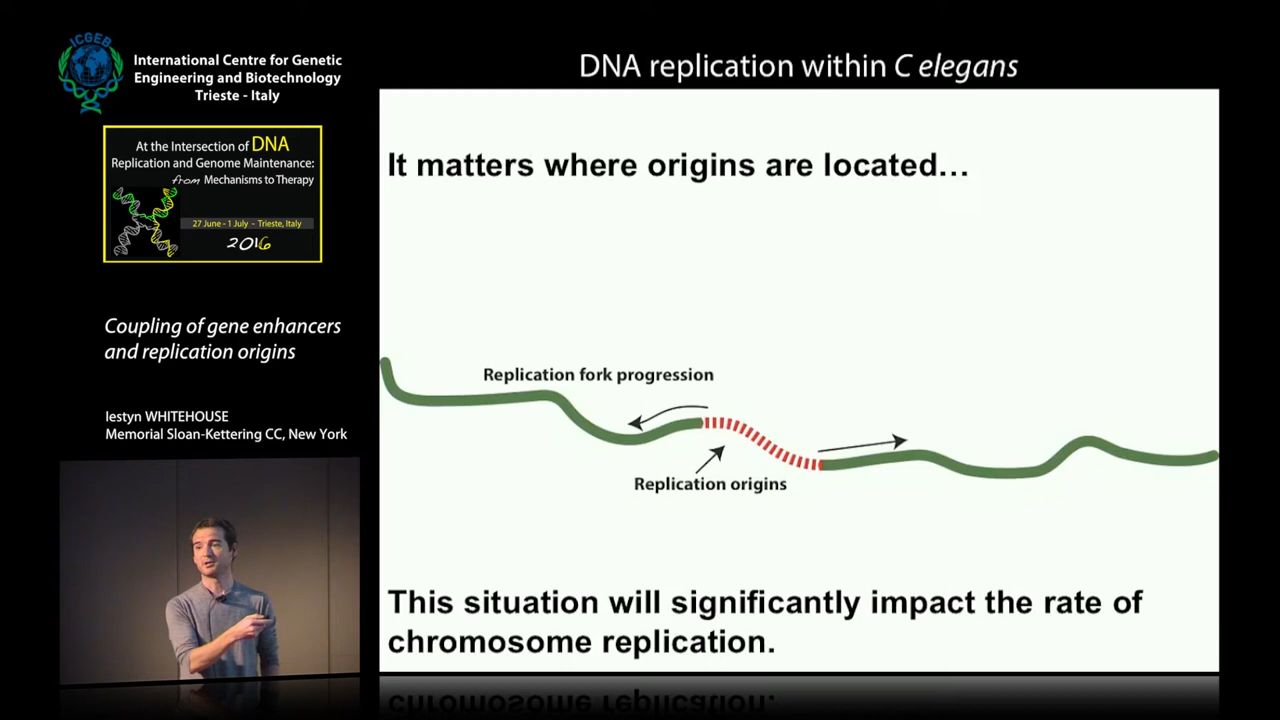 ICGEB
International Centre for Genetic
Engineering and Biotechnology
Trieste - Italy
At the Intersection of DNA
Replication and Genome Maintenance:
from Mechanisms to Therapy
27 June - 1 July - Trieste, Italy
2016
Coupling of gene enhancers
and replication origins
Iestyn WHITEHOUSE
Memorial Sloan-Kettering CC, New York
DNA replication within C elegans
It matters where origins are located…
Replication fork progression
Replication origins
This situation will significantly impact the rate of
chromosome replication.